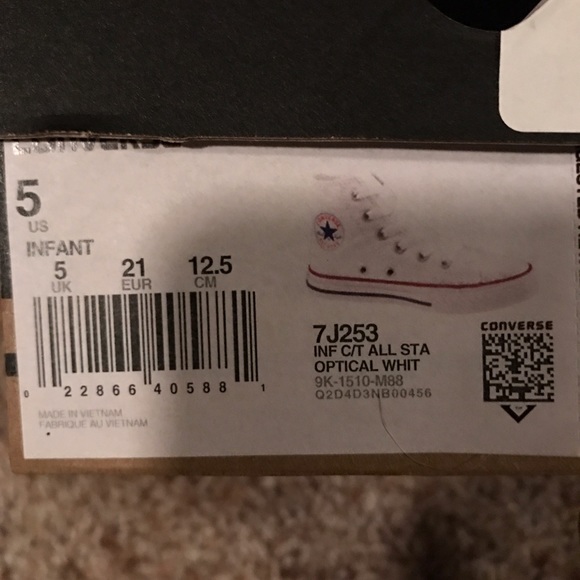 CONVERSE
5
US
INFANT
5 21 12.5
UK EUR CM
0 22866 40588 1
MADE IN VIETNAM
FABRIQUE AU VIETNAM
7J253
INF C/T ALL STA
OPTICAL WHIT
9K-1510-M88
Q2D4D3NB00456
CONVERSE